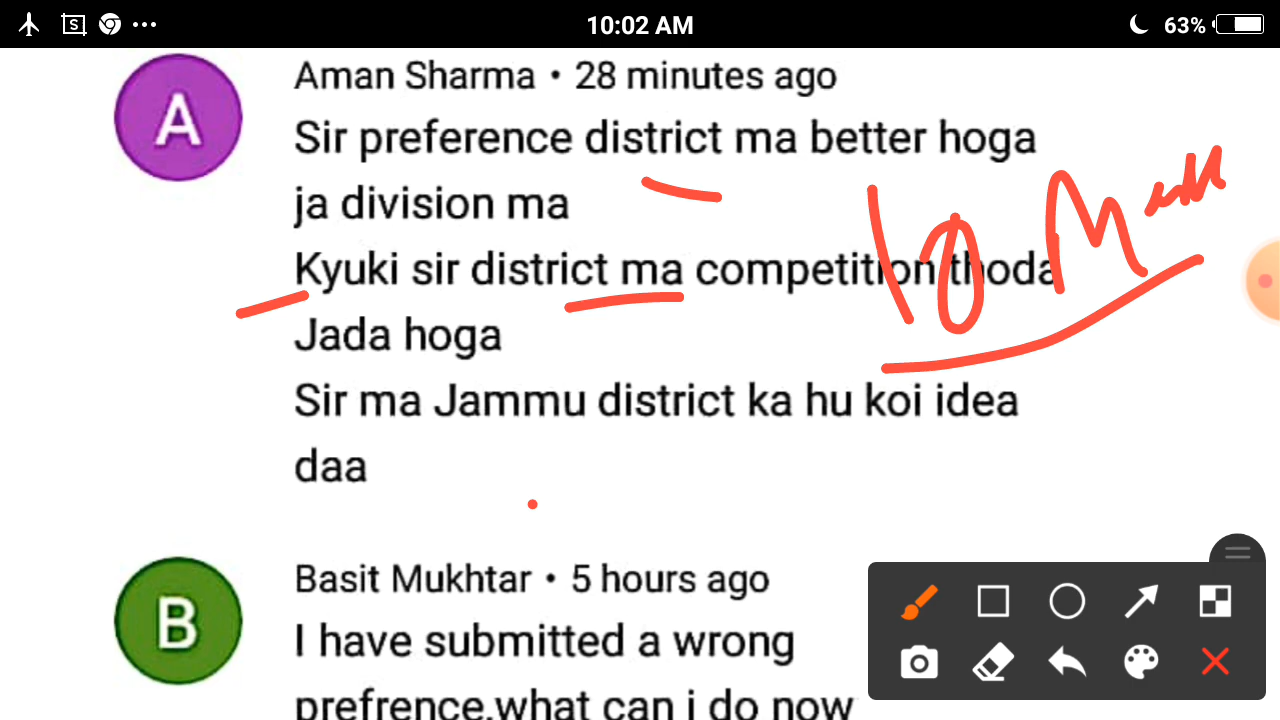 10:02 AM
63%
A
Aman Sharma • 28 minutes ago
Sir preference district ma better hoga
ja division ma
Kyuki sir district ma competition thoda
Jada hoga
Sir ma Jammu district ka hu koi idea
daa
10
B
Basit Mukhtar • 5 hours ago
I have submitted a wrong
prefrence.what can i do now